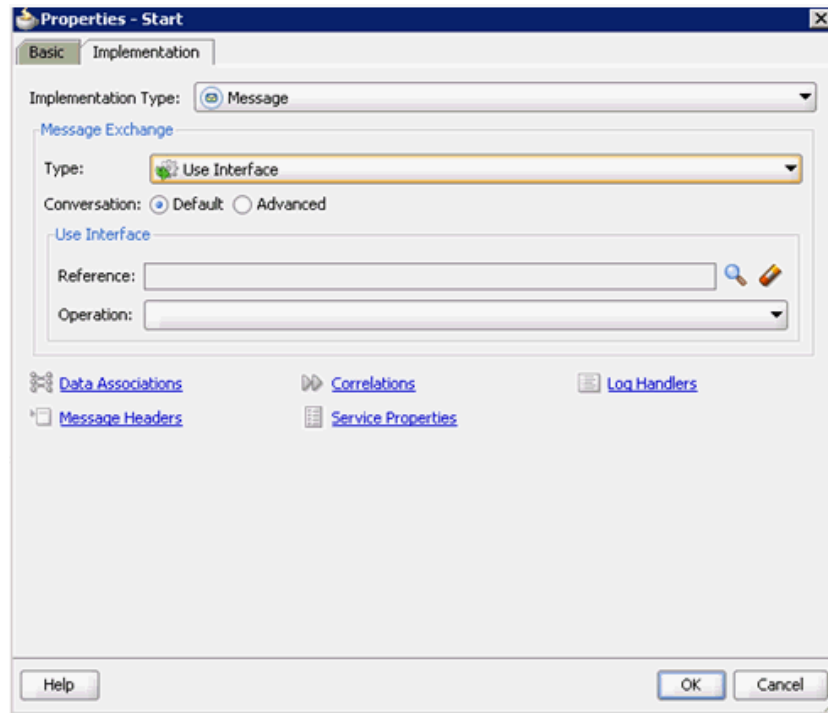 Properties - Start
Basic Implementation
Implementation Type: Message
Message Exchange
Type: Use Interface
Conversation: Default Advanced
Use Interface
Reference:
Operation:
Data Associations Correlations Log Handlers
Message Headers Service Properties
Help OK Cancel